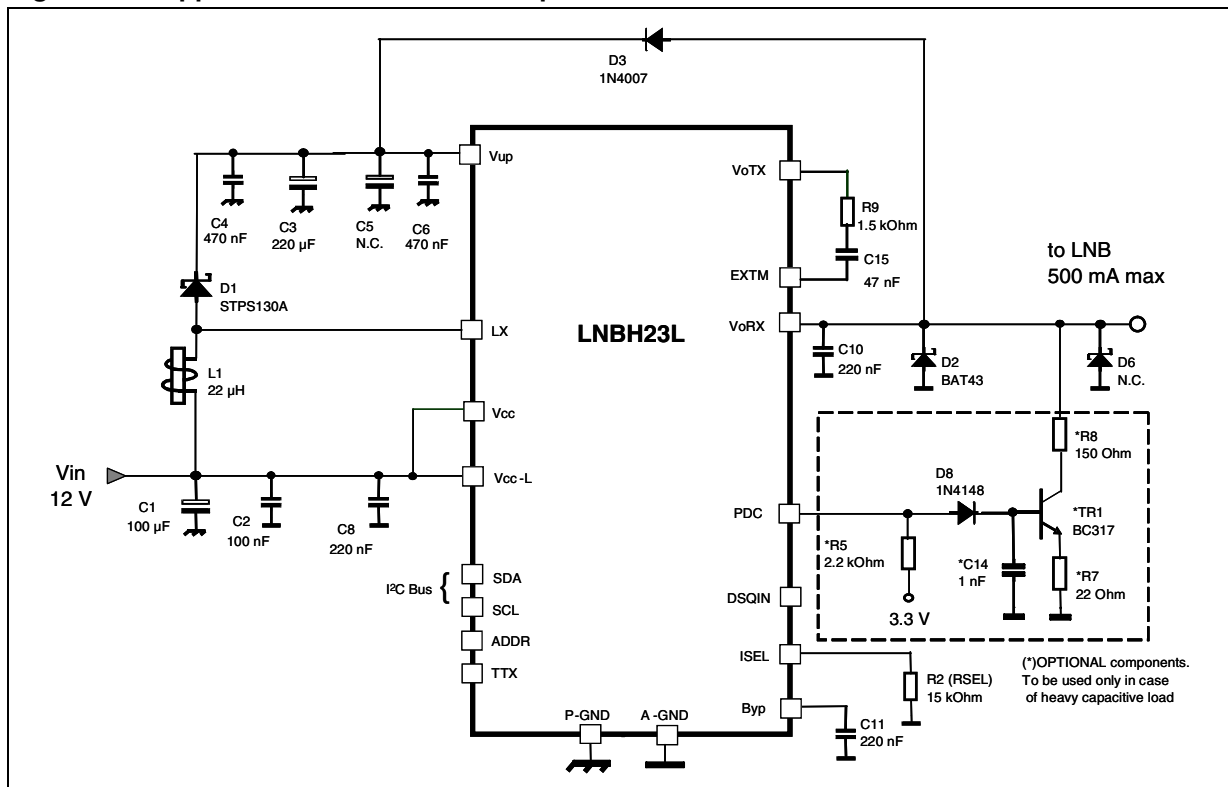 D3
1N4007
Vup
C4
470 nF
C3
220 µF
C5
N.C.
C6
470 nF
D1
STPS130A
LX
L1
22 µH
Vcc
Vin
12 V
Vcc-L
C1
100 µF
C2
100 nF
C8
220 nF
I²C Bus {
SDA
SCL
ADDR
TTX
LNBH23L
P-GND
A-GND
VoTX
R9
1.5 kOhm
C15
47 nF
EXTM
to LNB
500 mA max
VoRX
C10
220 nF
D2
BAT43
D6
N.C.
*R8
150 Ohm
D8
1N4148
PDC
*TR1
BC317
*R5
2.2 kOhm
*C14
1 nF
*R7
22 Ohm
3.3 V
DSQIN
ISEL
R2 (RSEL)
15 kOhm
(*)OPTIONAL components.
To be used only in case
of heavy capacitive load
Byp
C11
220 nF